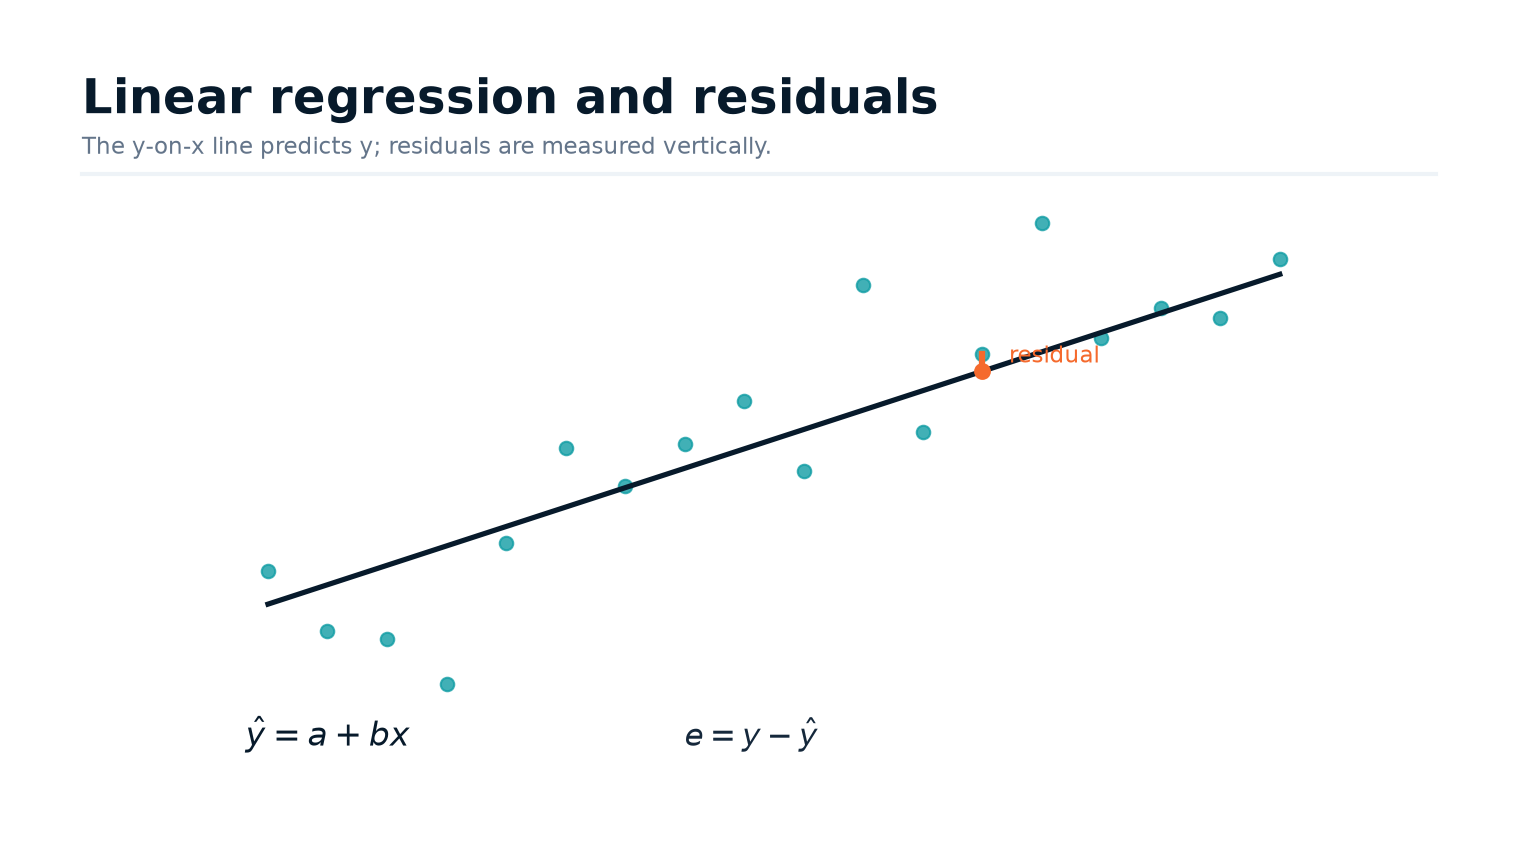 Linear regression and residuals
The y-on-x line predicts y; residuals are measured vertically.
residual
ŷ = a + bx
e = y − ŷ